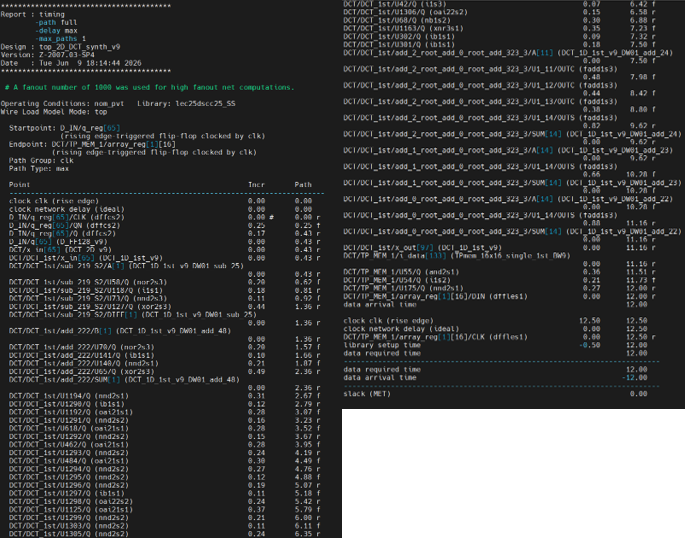 ****************************************
Report : timing
-path full
-delay max
-max_paths 1
Design : top_2D_DCT_synth_v9
Version: Z-2007.03-SP4
Date   : Tue Jun  9 18:14:44 2026
****************************************
# A fanout number of 1000 was used for high fanout net computations.
Operating Conditions: nom_pvt   Library: lec25dscc25_SS
Wire Load Model Mode: top
Startpoint: D_IN/q_reg[65]
(rising edge-triggered flip-flop clocked by clk)
Endpoint: DCT/TP_MEM_1/array_reg[1][16]
(rising edge-triggered flip-flop clocked by clk)
Path Group: clk
Path Type: max
Point Incr Path
clock clk (rise edge) 0.00 0.00
clock network delay (ideal) 0.00 0.00
D_IN/q_reg[65]/CLK (dffcs2) 0.00 # 0.00 r
D_IN/q_reg[65]/QN (dffcs2) 0.25 0.25 f
D_IN/q_reg[65]/Q (dffcs2) 0.17 0.43 r
D_IN/q[65] (D_FF128_v9) 0.00 0.43 r
DCT/x_in[65] (DCT_2D_v9) 0.00 0.43 r
DCT/DCT_1st/x_in[65] (DCT_1D_1st_v9) 0.00 0.43 r
DCT/DCT_1st/sub_219_S2/A[1] (DCT_1D_1st_v9_DW01_sub_25)
0.00 0.43 r
DCT/DCT_1st/sub_219_S2/U58/Q (nor2s3) 0.20 0.62 f
DCT/DCT_1st/sub_219_S2/U118/Q (i1s3) 0.18 0.81 r
DCT/DCT_1st/sub_219_S2/U73/Q (nnd2s3) 0.11 0.92 f
DCT/DCT_1st/sub_219_S2/U127/Q (xor2s3) 0.44 1.36 r
DCT/DCT_1st/sub_219_S2/DIFF[1] (DCT_1D_1st_v9_DW01_sub_25)
0.00 1.36 r
DCT/DCT_1st/add_222/B[1] (DCT_1D_1st_v9_DW01_add_48)
0.00 1.36 r
DCT/DCT_1st/add_222/U70/Q (nor2s3) 0.20 1.57 f
DCT/DCT_1st/add_222/U141/Q (ib1s1) 0.10 1.66 r
DCT/DCT_1st/add_222/U140/Q (nnd2s1) 0.21 1.87 f
DCT/DCT_1st/add_222/U65/Q (xor2s3) 0.49 2.36 r
DCT/DCT_1st/add_222/SUM[1] (DCT_1D_1st_v9_DW01_add_48)
0.00 2.36 r
DCT/DCT_1st/U1194/Q (nnd2s1) 0.31 2.67 f
DCT/DCT_1st/U1290/Q (ib1s1) 0.12 2.79 r
DCT/DCT_1st/U1292/Q (oai21s1) 0.28 3.07 f
DCT/DCT_1st/U1291/Q (nnd2s2) 0.16 3.23 r
DCT/DCT_1st/U618/Q (oai21s1) 0.28 3.52 f
DCT/DCT_1st/U1292/Q (nnd2s2) 0.15 3.67 r
DCT/DCT_1st/U462/Q (oai21s1) 0.28 3.95 f
DCT/DCT_1st/U1293/Q (nnd2s2) 0.24 4.19 r
DCT/DCT_1st/U484/Q (oai21s1) 0.30 4.49 f
DCT/DCT_1st/U1294/Q (nnd2s2) 0.27 4.76 r
DCT/DCT_1st/U1295/Q (nnd2s2) 0.12 4.88 f
DCT/DCT_1st/U1296/Q (nnd2s2) 0.19 5.07 r
DCT/DCT_1st/U1297/Q (ib1s1) 0.11 5.18 f
DCT/DCT_1st/U1298/Q (oai22s2) 0.24 5.42 r
DCT/DCT_1st/U1125/Q (oai21s1) 0.37 5.79 f
DCT/DCT_1st/U1299/Q (nnd2s2) 0.21 6.00 r
DCT/DCT_1st/U1303/Q (nnd2s2) 0.11 6.11 f
DCT/DCT_1st/U1305/Q (nnd2s2) 0.24 6.35 r
DCT/DCT_1st/U42/Q (i1s3) 0.07 6.42 f
DCT/DCT_1st/U1306/Q (oai22s2) 0.15 6.58 r
DCT/DCT_1st/U68/Q (nb1s2) 0.30 6.88 r
DCT/DCT_1st/U1163/Q (xnr3s1) 0.35 7.23 f
DCT/DCT_1st/U302/Q (ib1s1) 0.09 7.32 r
DCT/DCT_1st/U301/Q (ib1s1) 0.18 7.50 f
DCT/DCT_1st/add_2_root_add_0_root_add_323_3/A[11] (DCT_1D_1st_v9_DW01_add_24)
0.00 7.50 f
DCT/DCT_1st/add_2_root_add_0_root_add_323_3/U1_11/OUTC (fadd1s3)
0.48 7.98 f
DCT/DCT_1st/add_2_root_add_0_root_add_323_3/U1_12/OUTC (fadd1s3)
0.44 8.42 f
DCT/DCT_1st/add_2_root_add_0_root_add_323_3/U1_13/OUTC (fadd1s3)
0.38 8.80 f
DCT/DCT_1st/add_2_root_add_0_root_add_323_3/U1_14/OUTS (fadd1s3)
0.82 9.62 r
DCT/DCT_1st/add_2_root_add_0_root_add_323_3/SUM[14] (DCT_1D_1st_v9_DW01_add_24)
0.00 9.62 r
DCT/DCT_1st/add_1_root_add_0_root_add_323_3/A[14] (DCT_1D_1st_v9_DW01_add_23)
0.00 9.62 r
DCT/DCT_1st/add_1_root_add_0_root_add_323_3/U1_14/OUTS (fadd1s3)
0.66 10.28 f
DCT/DCT_1st/add_1_root_add_0_root_add_323_3/SUM[14] (DCT_1D_1st_v9_DW01_add_23)
0.00 10.28 f
DCT/DCT_1st/add_0_root_add_0_root_add_323_3/A[14] (DCT_1D_1st_v9_DW01_add_22)
0.00 10.28 f
DCT/DCT_1st/add_0_root_add_0_root_add_323_3/U1_14/OUTS (fadd1s3)
0.88 11.16 r
DCT/DCT_1st/add_0_root_add_0_root_add_323_3/SUM[14] (DCT_1D_1st_v9_DW01_add_22)
0.00 11.16 r
DCT/DCT_1st/x_out[97] (DCT_1D_1st_v9) 0.00 11.16 r
DCT/TP_MEM_1/i_data[133] (TPmem_16x16_single_1st_BW9)
0.00 11.16 r
DCT/TP_MEM_1/U55/Q (and2s1) 0.36 11.51 r
DCT/TP_MEM_1/U54/Q (i1s2) 0.21 11.73 f
DCT/TP_MEM_1/U175/Q (nnd2s1) 0.27 12.00 r
DCT/TP_MEM_1/array_reg[1][16]/DIN (dffles1) 0.00 12.00 r
data arrival time 12.00
clock clk (rise edge) 12.50 12.50
clock network delay (ideal) 0.00 12.50
DCT/TP_MEM_1/array_reg[1][16]/CLK (dffles1) 0.00 12.50 r
library setup time -0.50 12.00
data required time 12.00
data required time 12.00
data arrival time -12.00
slack (MET) 0.00